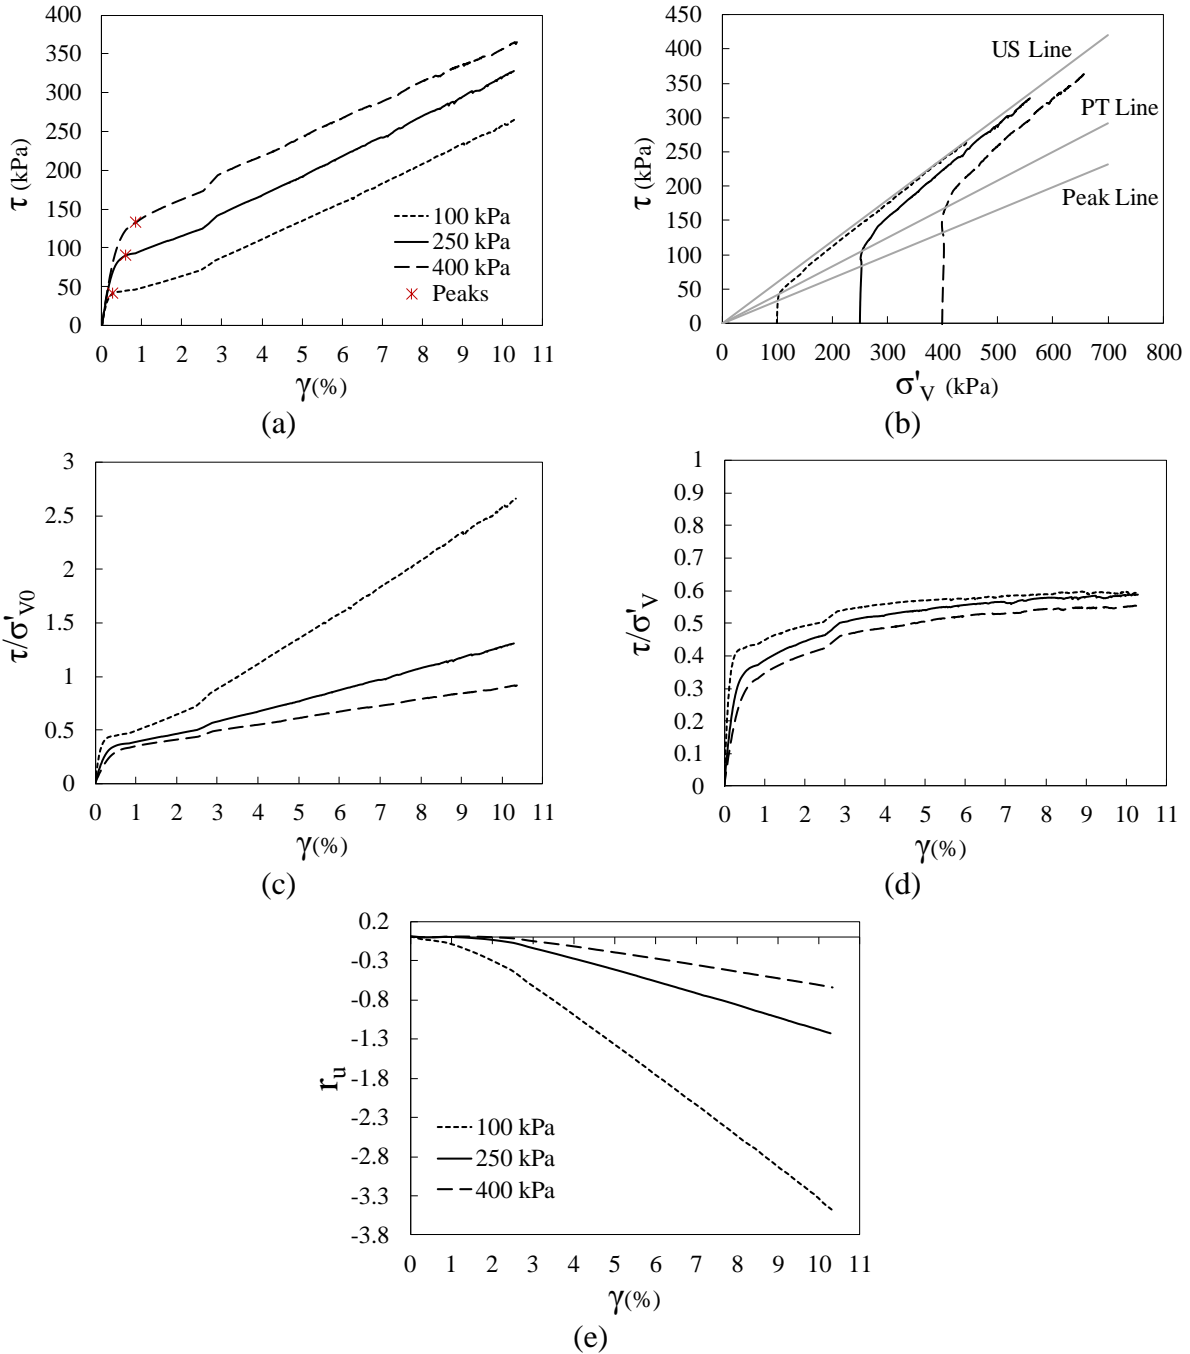 400
350
300
250
200
150
100
50
0
τ (kPa)
100 kPa
250 kPa
400 kPa
Peaks
0 1 2 3 4 5 6 7 8 9 10 11
γ(%)
(a)
450
400
350
300
250
200
150
100
50
0
τ (kPa)
US Line
PT Line
Peak Line
100 200 300 400 500 600 700 800
σ'V (kPa)
(b)
3
2.5
2
1.5
1
0.5
0
τ/σ'V0
0 1 2 3 4 5 6 7 8 9 10 11
γ(%)
(c)
1
0.9
0.8
0.7
0.6
0.5
0.4
0.3
0.2
0.1
0
τ/σ'V
0 1 2 3 4 5 6 7 8 9 10 11
γ(%)
(d)
0.2
-0.3
-0.8
-1.3
-1.8
-2.3
-2.8
-3.3
-3.8
ru
100 kPa
250 kPa
400 kPa
0 1 2 3 4 5 6 7 8 9 10 11
γ(%)
(e)